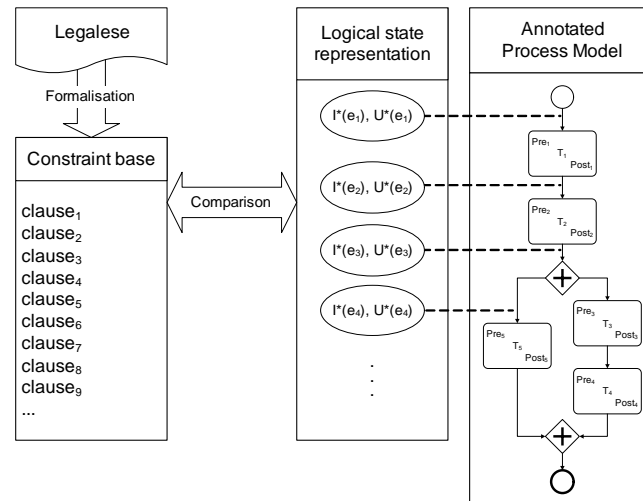 Legalese
Formalisation
Constraint base
clause₁
clause₂
clause₃
clause₄
clause₅
clause₆
clause₇
clause₈
clause₉
...
Comparison
Logical state
representation
I*(e₁), U*(e₁)
I*(e₂), U*(e₂)
I*(e₃), U*(e₃)
I*(e₄), U*(e₄)
.
.
.
Annotated
Process Model
Pre₁
T₁
Post₁
Pre₂
T₂
Post₂
Pre₃
T₃
Post₃
Pre₅
T₅
Post₅
Pre₄
T₄
Post₄